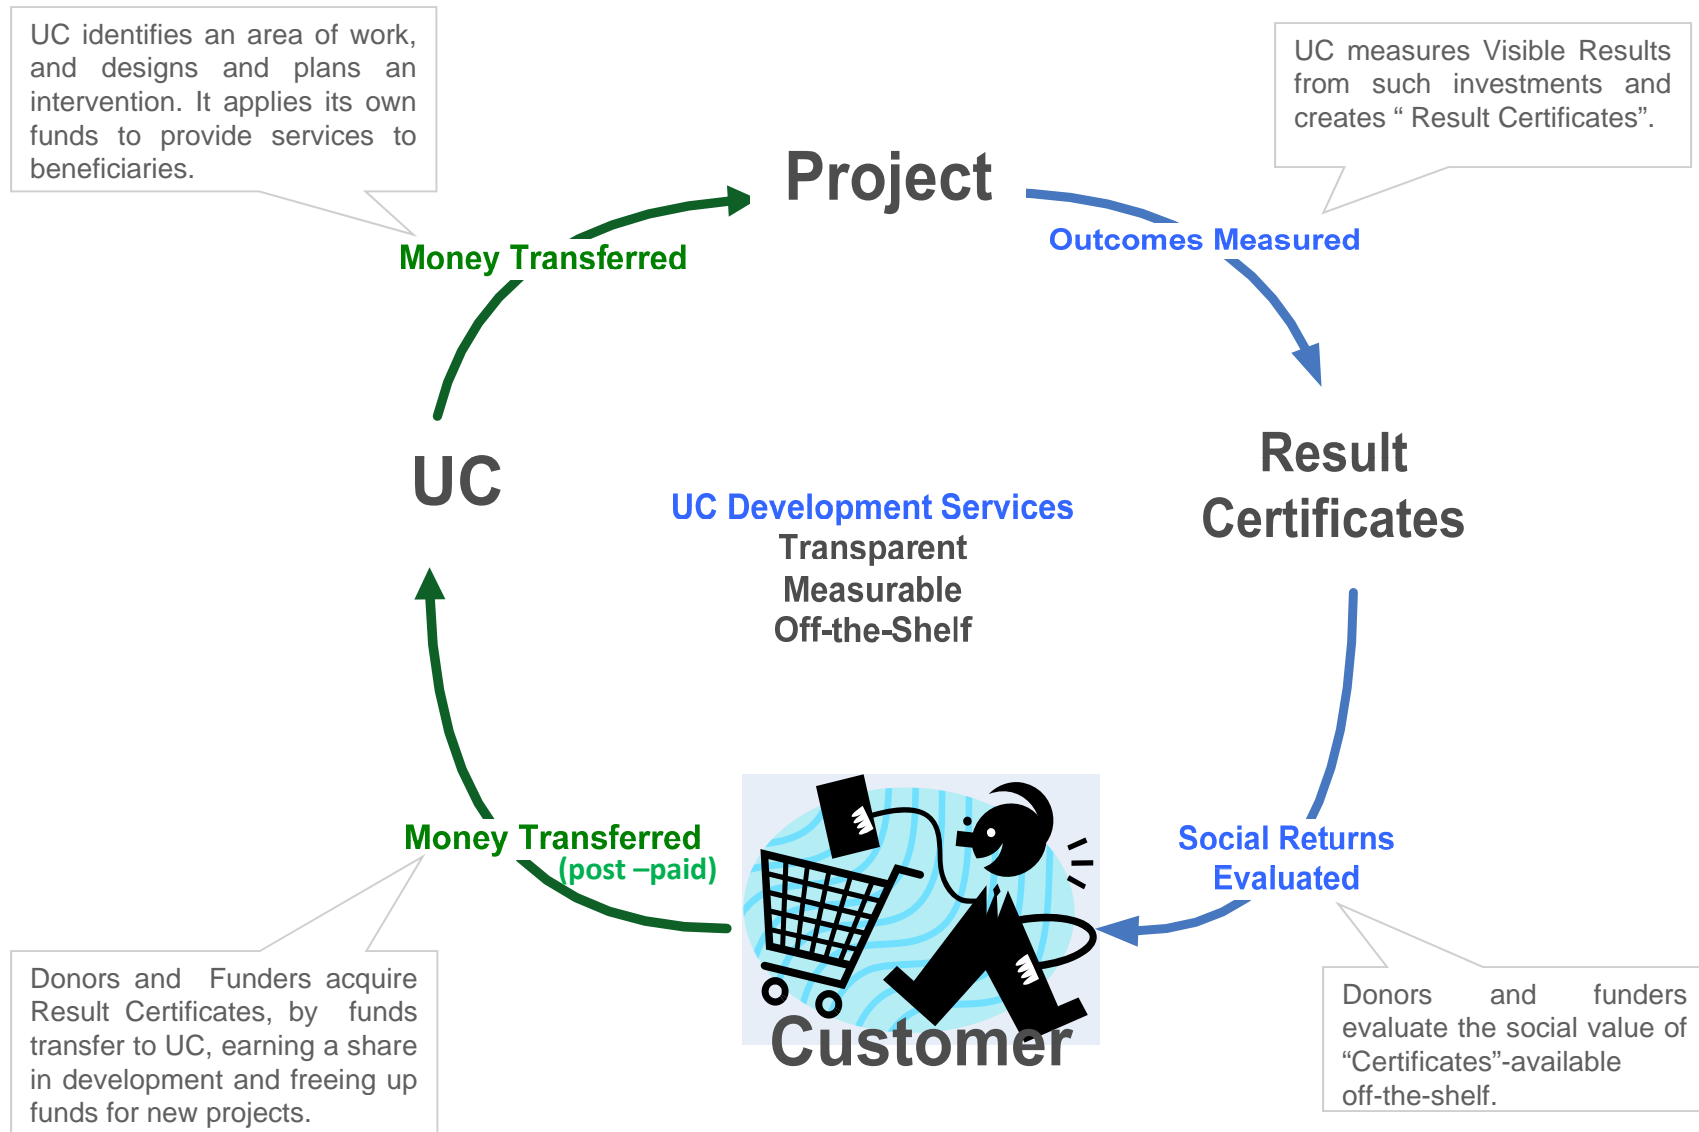 UC identifies an area of work,
and designs and plans an
intervention. It applies its own
funds to provide services to
beneficiaries.
UC measures Visible Results
from such investments and
creates “ Result Certificates”.
Project
Money Transferred
Outcomes Measured
UC
Result
Certificates
UC Development Services
Transparent
Measurable
Off-the-Shelf
Money Transferred
(post –paid)
Social Returns
Evaluated
Customer
Donors and Funders acquire
Result Certificates, by funds
transfer to UC, earning a share
in development and freeing up
funds for new projects.
Donors and funders
evaluate the social value of
“Certificates”-available
off-the-shelf.